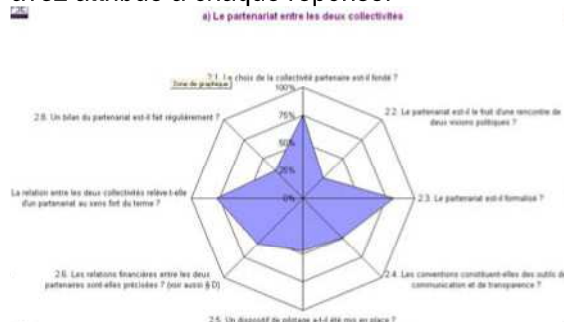 avez attribué à chaque réponse.
a) Le partenariat entre les deux collectivités
2.1. Le choix de la collectivité partenaire est-il fondé ?
Zone de graphique
100%
2.8. Un bilan du partenariat est-il fait régulièrement ?
75%
2.2. Le partenariat est-il le fruit d'une rencontre de
deux visions politiques ?
50%
25%
La relation entre les deux collectivités relève t-elle
d'un partenariat au sens fort du terme ?
0%
2.3. Le partenariat est-il formalisé ?
2.6. Les relations financières entre les deux
partenaires sont-elles précisées ? (voir aussi § D)
2.4. Les conventions constituent-elles des outils de
communication et de transparence ?
2.5. Un dispositif de pilotage a-t-il été mis en place ?